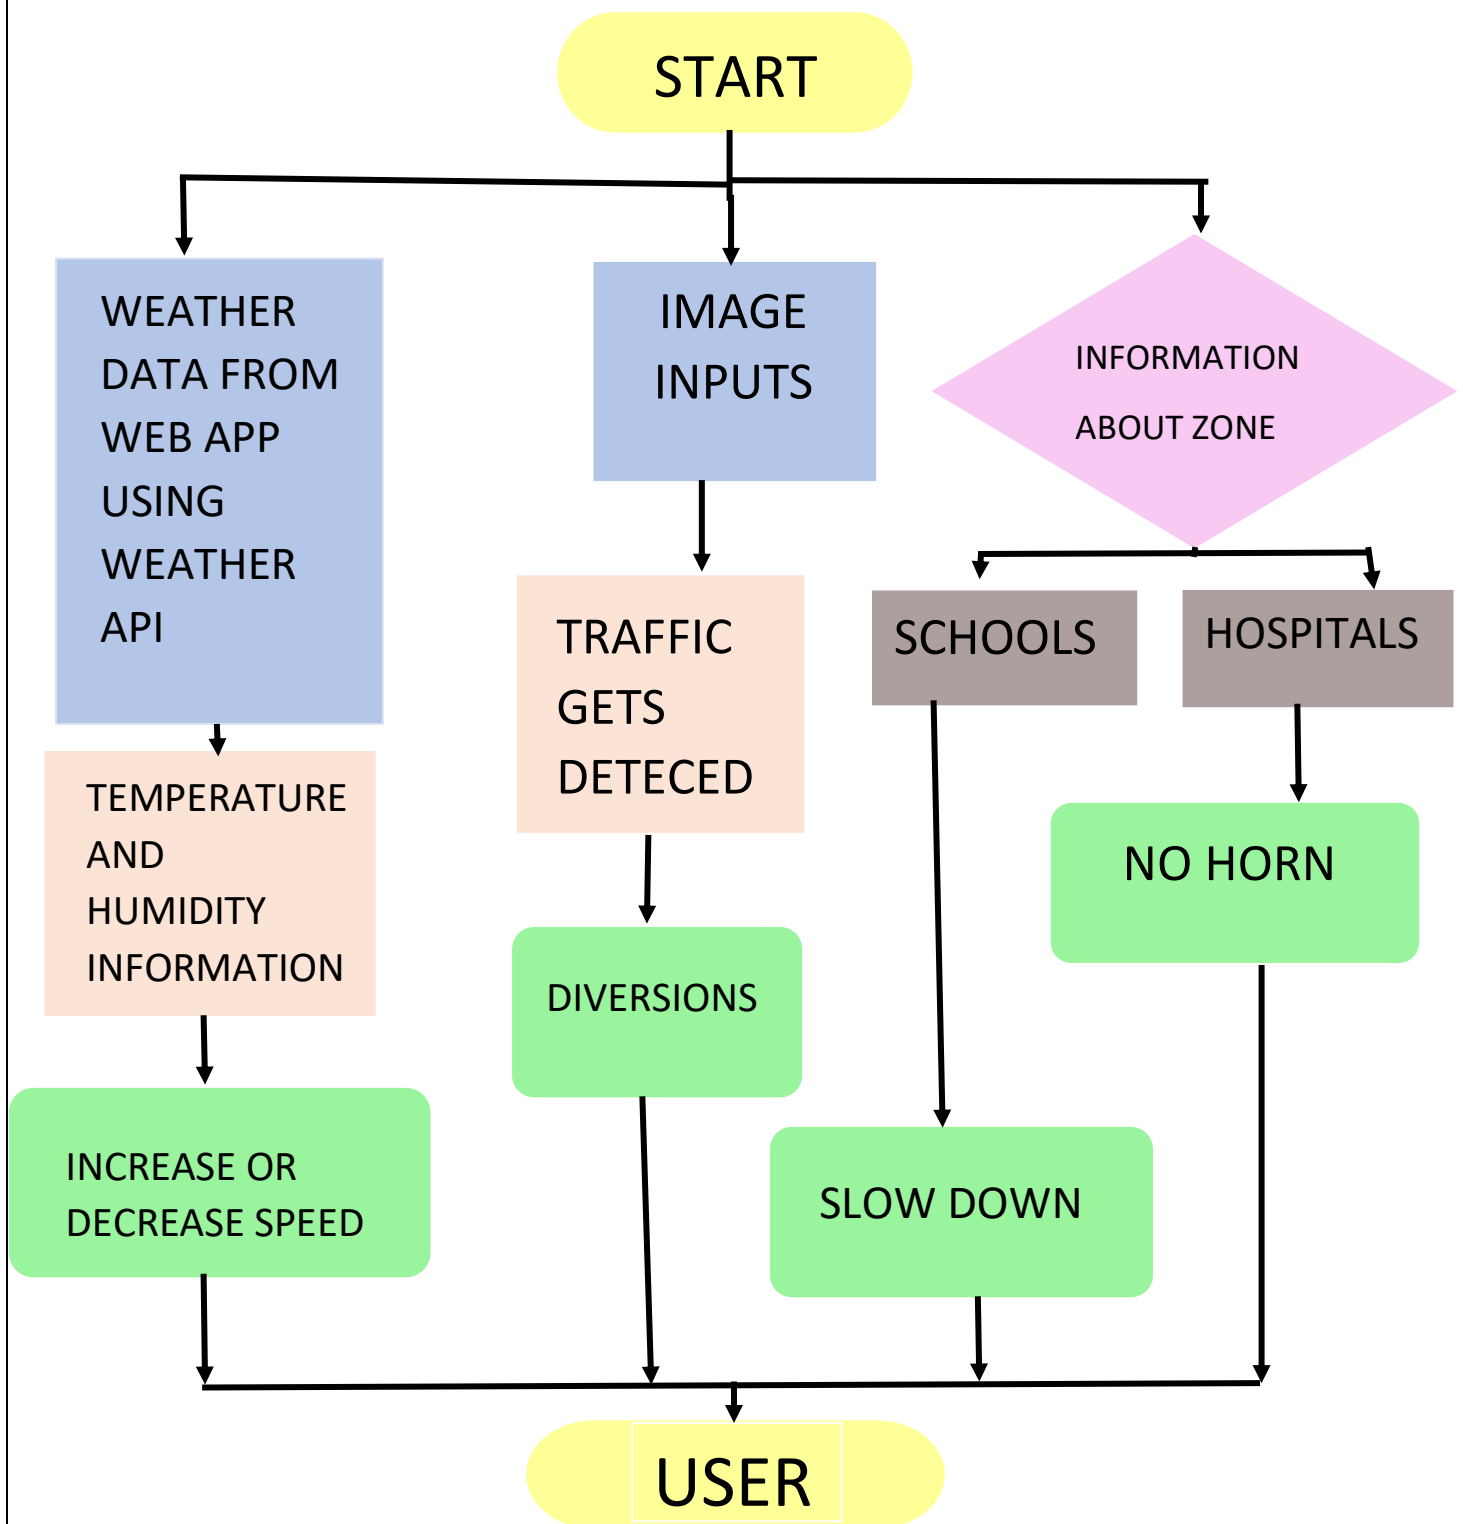 START
WEATHER
DATA FROM
WEB APP
USING
WEATHER
API
IMAGE
INPUTS
INFORMATION
ABOUT ZONE
TRAFFIC
GETS
DETECED
SCHOOLS
HOSPITALS
TEMPERATURE
AND
HUMIDITY
INFORMATION
NO HORN
DIVERSIONS
INCREASE OR
DECREASE SPEED
SLOW DOWN
USER